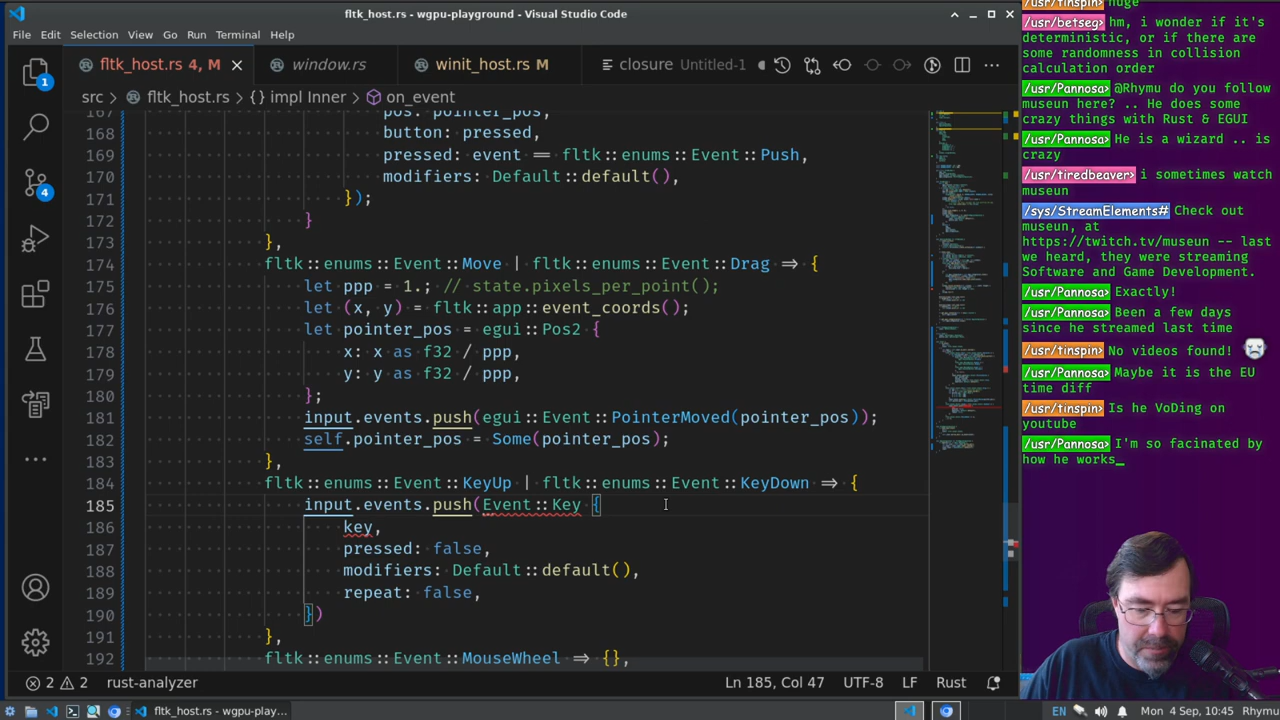 fltk_host.rs - wgpu-playground - Visual Studio Code
File Edit Selection View Go Run Terminal Help
fltk_host.rs 4, M window.rs winit_host.rs M closure Untitled-1
src fltk_host.rs {} impl Inner on_event
167 pos: pointer_pos,
168 button: pressed,
169 pressed: event == fltk::enums::Event::Push,
170 modifiers: Default::default(),
171 });
172 }
173 },
174 fltk::enums::Event::Move | fltk::enums::Event::Drag => {
175 let ppp = 1.; // state.pixels_per_point();
176 let (x, y) = fltk::app::event_coords();
177 let pointer_pos = egui::Pos2 {
178 x: x as f32 / ppp,
179 y: y as f32 / ppp,
180 };
181 input.events.push(egui::Event::PointerMoved(pointer_pos));
182 self.pointer_pos = Some(pointer_pos);
183 },
184 fltk::enums::Event::KeyUp | fltk::enums::Event::KeyDown => {
185 input.events.push(Event::Key {
186 key,
187 pressed: false,
188 modifiers: Default::default(),
189 repeat: false,
190 })
191 },
192 fltk::enums::Event::MouseWheel => {},
1
4
2 2 rust-analyzer Ln 185, Col 47 UTF-8 LF Rust
fltk_host.rs - wgpu-play... EN Mon 4 Sep, 10:45 Rhymu
/usr/tinspin> huge
/usr/betseg> hm, i wonder if it's
deterministic, or if there are
some randomness in collision
calculation order
/usr/Pannosa> @Rhymu do you follow
museun here? .. He does some
crazy things with Rust & EGUI
/usr/Pannosa> He is a wizard .. is
crazy
/usr/tiredbeaver> i sometimes watch
museun
/sys/StreamElements# Check out
museun, at
https://twitch.tv/museun -- last
we heard, they were streaming
Software and Game Development.
/usr/Pannosa> Exactly!
/usr/Pannosa> Been a few days
since he streamed last time
/usr/tinspin> No videos found!
/usr/Pannosa> Maybe it is the EU
time diff
/usr/tinspin> Is he VoDing on
youtube
/usr/Pannosa> I'm so facinated by
how he works_